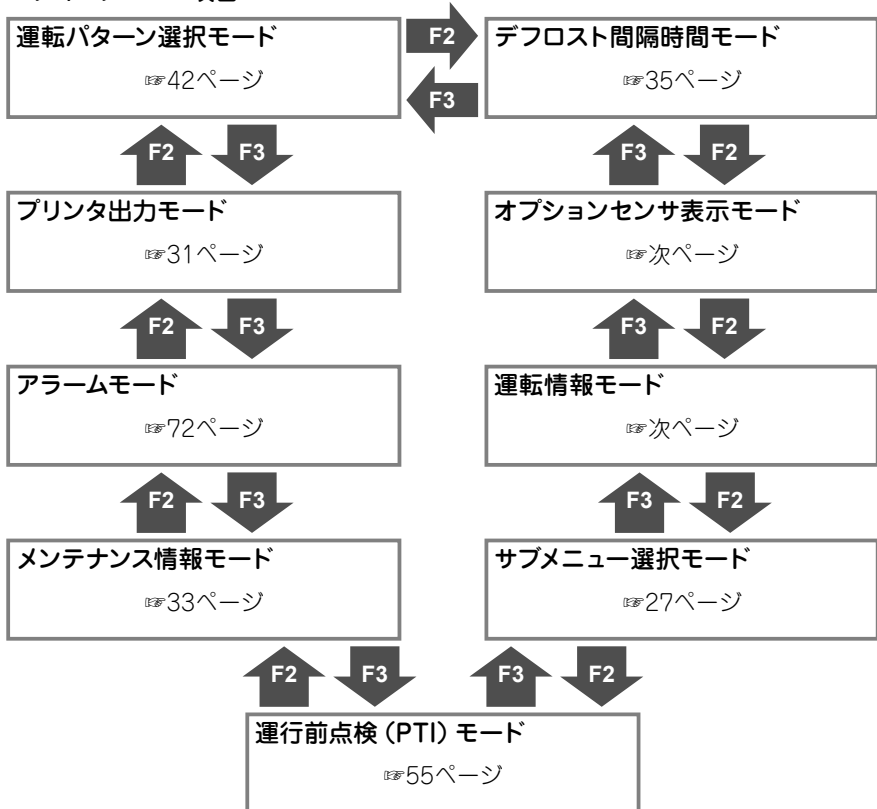 運転パターン選択モード
☞42ページ
F2
F3
デフロスト間隔時間モード
☞35ページ
F2 F3
F3 F2
プリンタ出力モード
☞31ページ
オプションセンサ表示モード
☞次ページ
F2 F3
F3 F2
アラームモード
☞72ページ
運転情報モード
☞次ページ
F2 F3
F3 F2
メンテナンス情報モード
☞33ページ
サブメニュー選択モード
☞27ページ
F2 F3
F3 F2
運行前点検（PTI）モード
☞55ページ